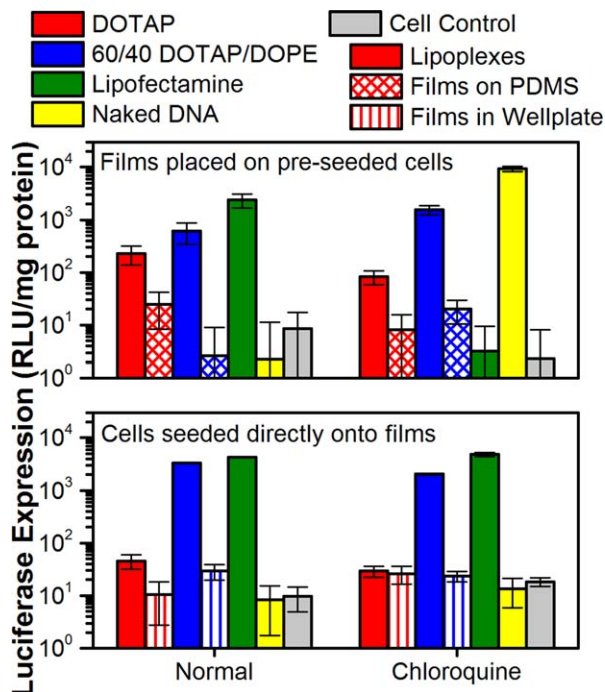 DOTAP
60/40 DOTAP/DOPE
Lipofectamine
Naked DNA
Cell Control
Lipoplexes
Films on PDMS
Films in Wellplate
Luciferase Expression (RLU/mg protein)
Films placed on pre-seeded cells
10⁴
10³
10²
10¹
10⁰
Cells seeded directly onto films
10⁴
10³
10²
10¹
10⁰
Normal Chloroquine